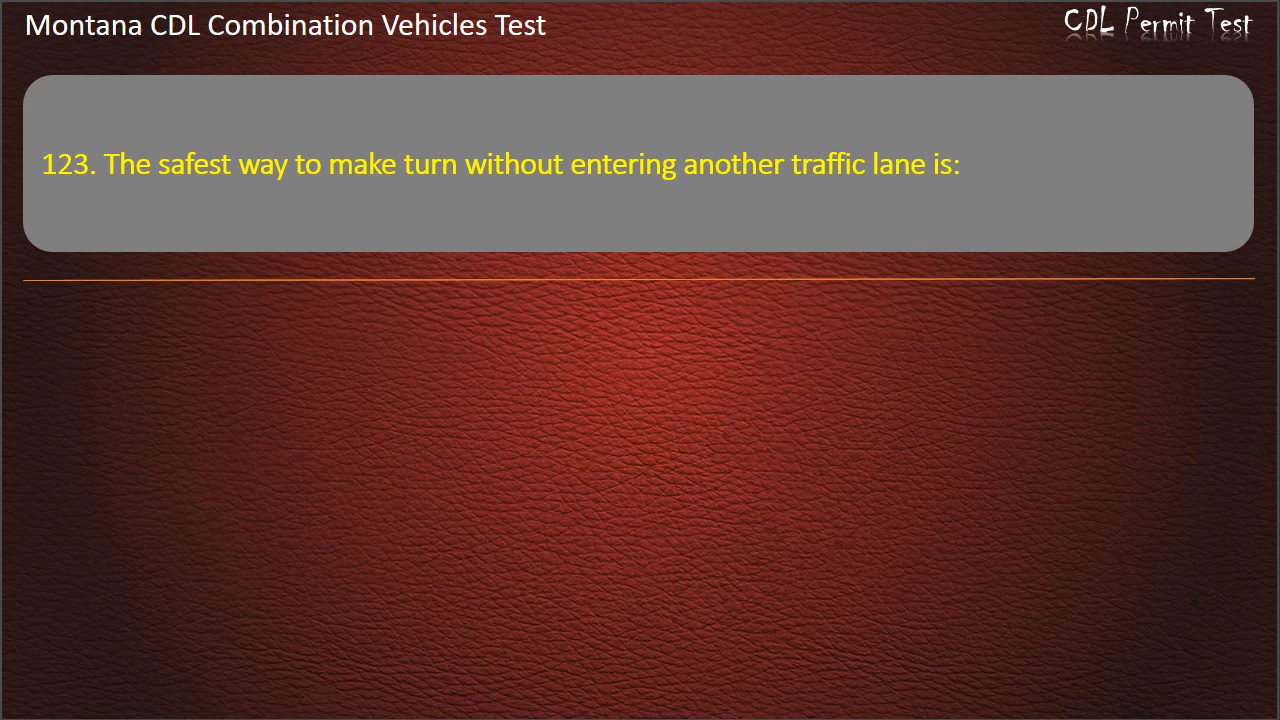 Montana CDL Combination Vehicles Test
CDL Permit Test
123. The safest way to make turn without entering another traffic lane is: